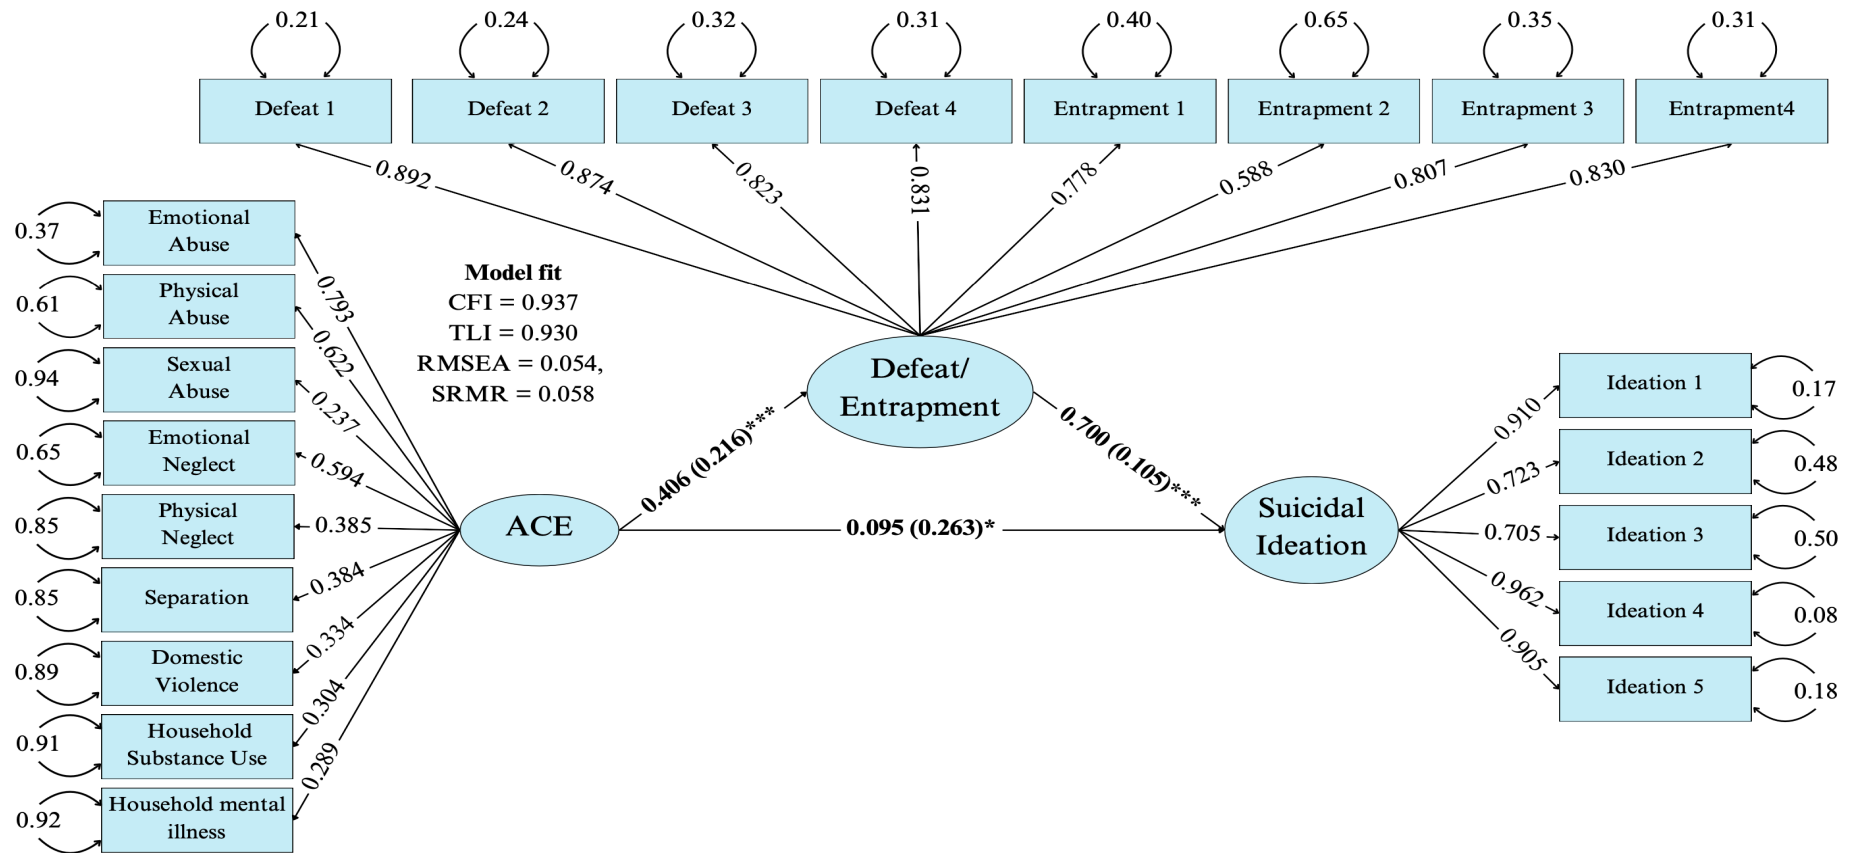 0.21
0.24
0.32
0.31
0.40
0.65
0.35
0.31
Defeat 1
Defeat 2
Defeat 3
Defeat 4
Entrapment 1
Entrapment 2
Entrapment 3
Entrapment4
0.892
0.874
0.823
0.831
0.778
0.588
0.807
0.830
0.37
Emotional
Abuse
0.793
0.61
Physical
Abuse
0.622
0.94
Sexual
Abuse
0.237
0.65
Emotional
Neglect
0.594
0.85
Physical
Neglect
0.385
0.85
Separation
0.384
0.89
Domestic
Violence
0.334
0.91
Household
Substance Use
0.304
0.92
Household mental
illness
0.289
Model fit
CFI = 0.937
TLI = 0.930
RMSEA = 0.054,
SRMR = 0.058
ACE
0.406 (0.216)***
Defeat/
Entrapment
0.700 (0.105)***
0.095 (0.263)*
Suicidal
Ideation
0.910
Ideation 1
0.17
0.723
Ideation 2
0.48
0.705
Ideation 3
0.50
0.962
Ideation 4
0.08
0.905
Ideation 5
0.18